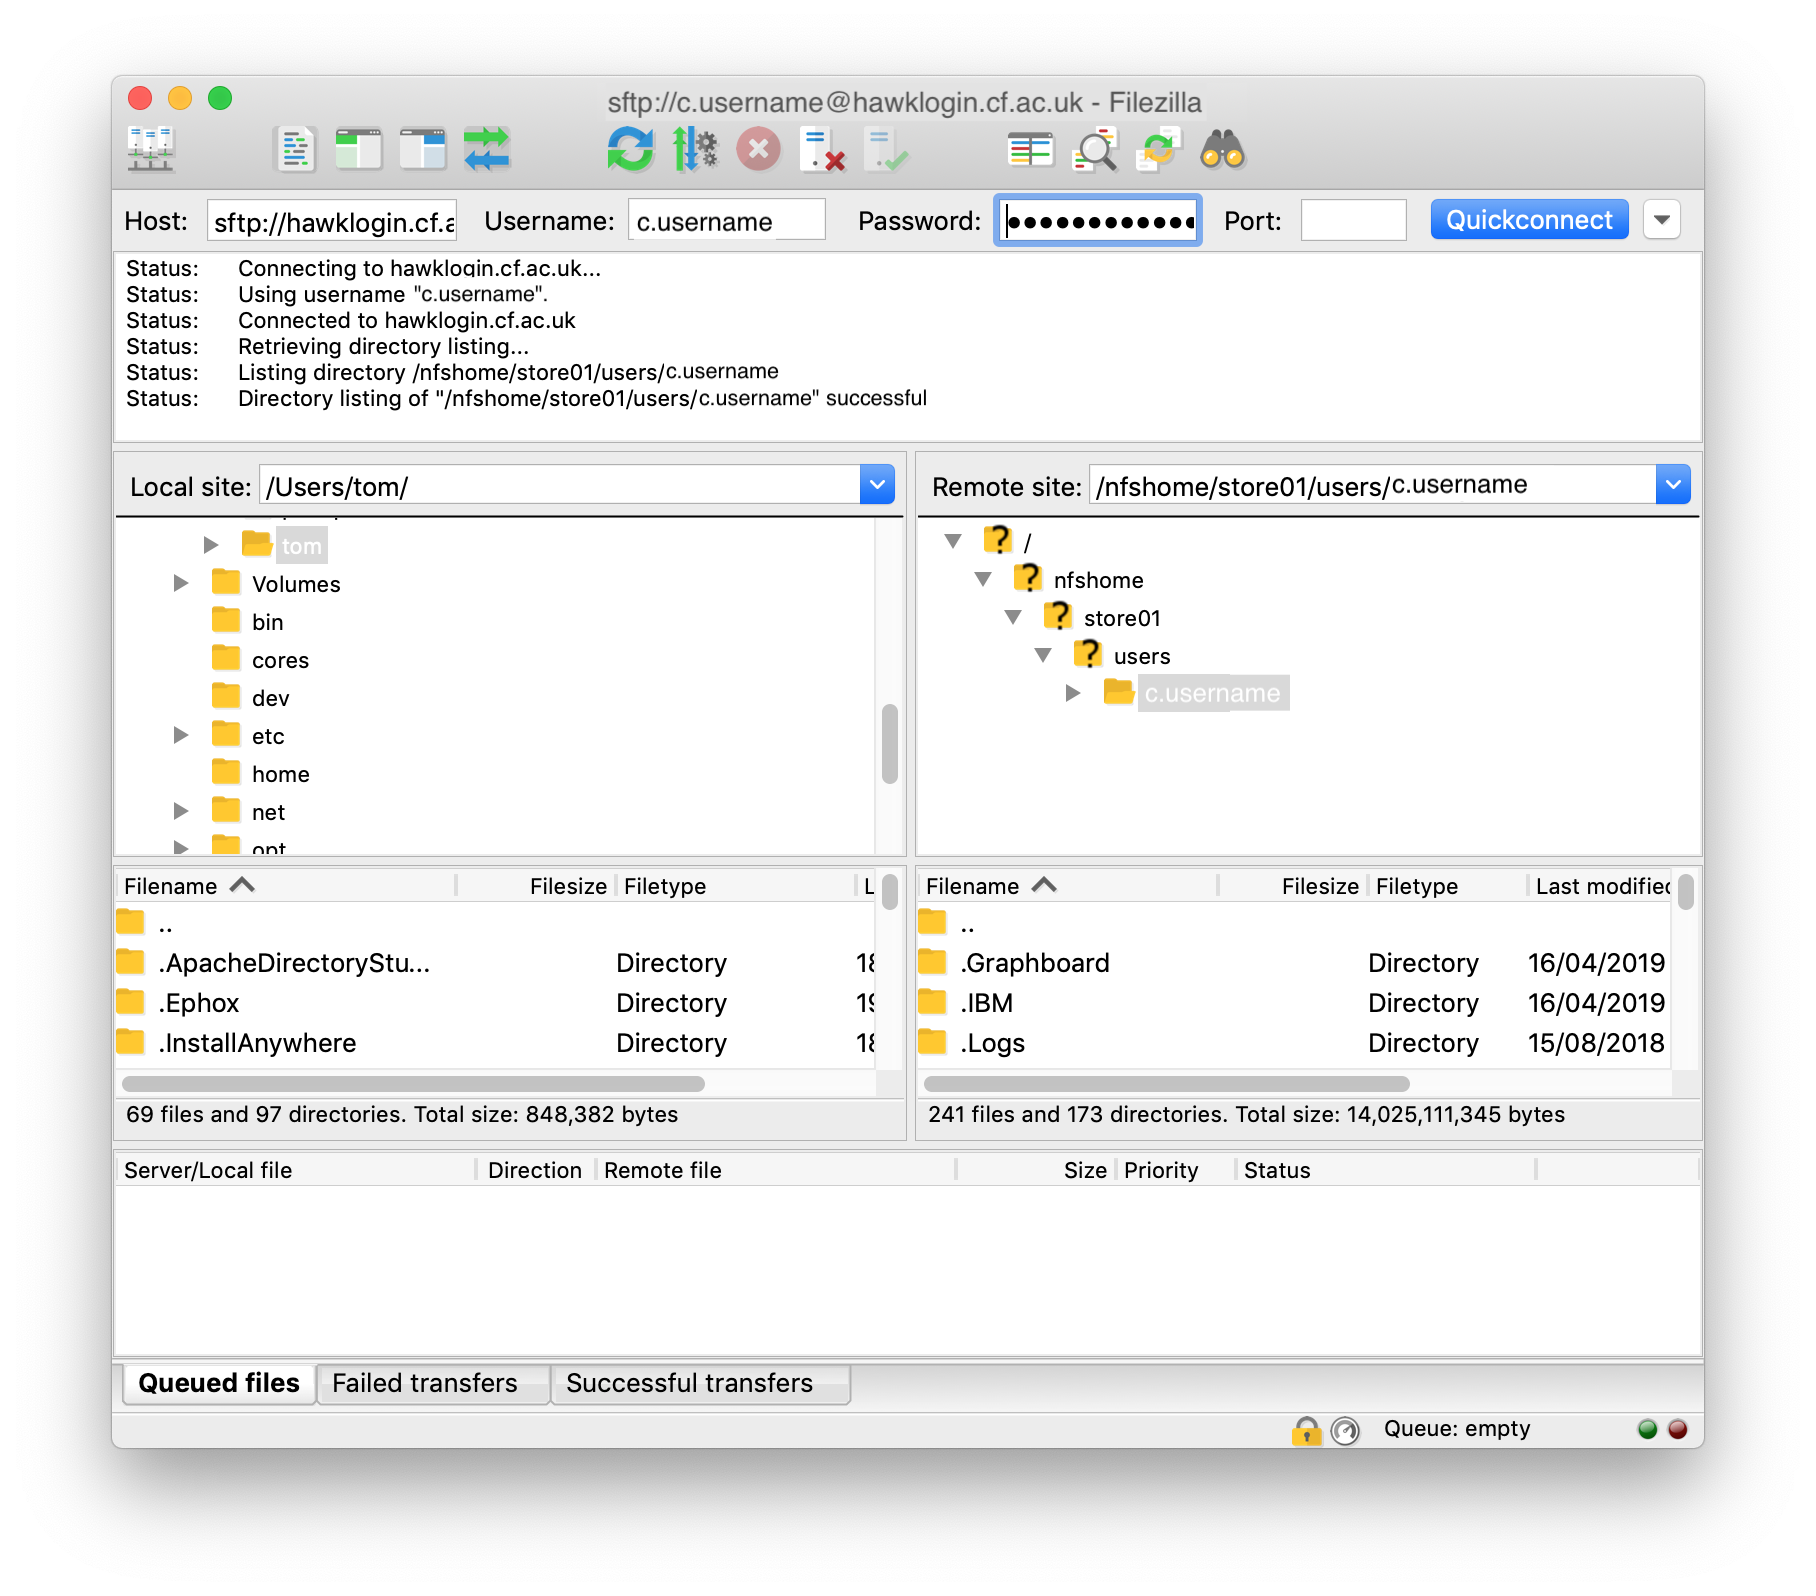 sftp://c.username@hawklogin.cf.ac.uk - Filezilla
Host: sftp://hawklogin.cf.a Username: c.username Password: ●●●●●●●●●●●● Port: Quickconnect
Status: Connecting to hawklogin.cf.ac.uk...
Status: Using username "c.username".
Status: Connected to hawklogin.cf.ac.uk
Status: Retrieving directory listing...
Status: Listing directory /nfshome/store01/users/c.username
Status: Directory listing of "/nfshome/store01/users/c.username" successful
Local site: /Users/tom/
tom
Volumes
bin
cores
dev
etc
home
net
opt
Remote site: /nfshome/store01/users/c.username
/
nfshome
store01
users
c.username
Filename Filesize Filetype L
..
.ApacheDirectoryStu... Directory 18
.Ephox Directory 19
.InstallAnywhere Directory 18
69 files and 97 directories. Total size: 848,382 bytes
Filename Filesize Filetype Last modified
..
.Graphboard Directory 16/04/2019
.IBM Directory 16/04/2019
.Logs Directory 15/08/2018
241 files and 173 directories. Total size: 14,025,111,345 bytes
Server/Local file Direction Remote file Size Priority Status
Queued files Failed transfers Successful transfers
Queue: empty